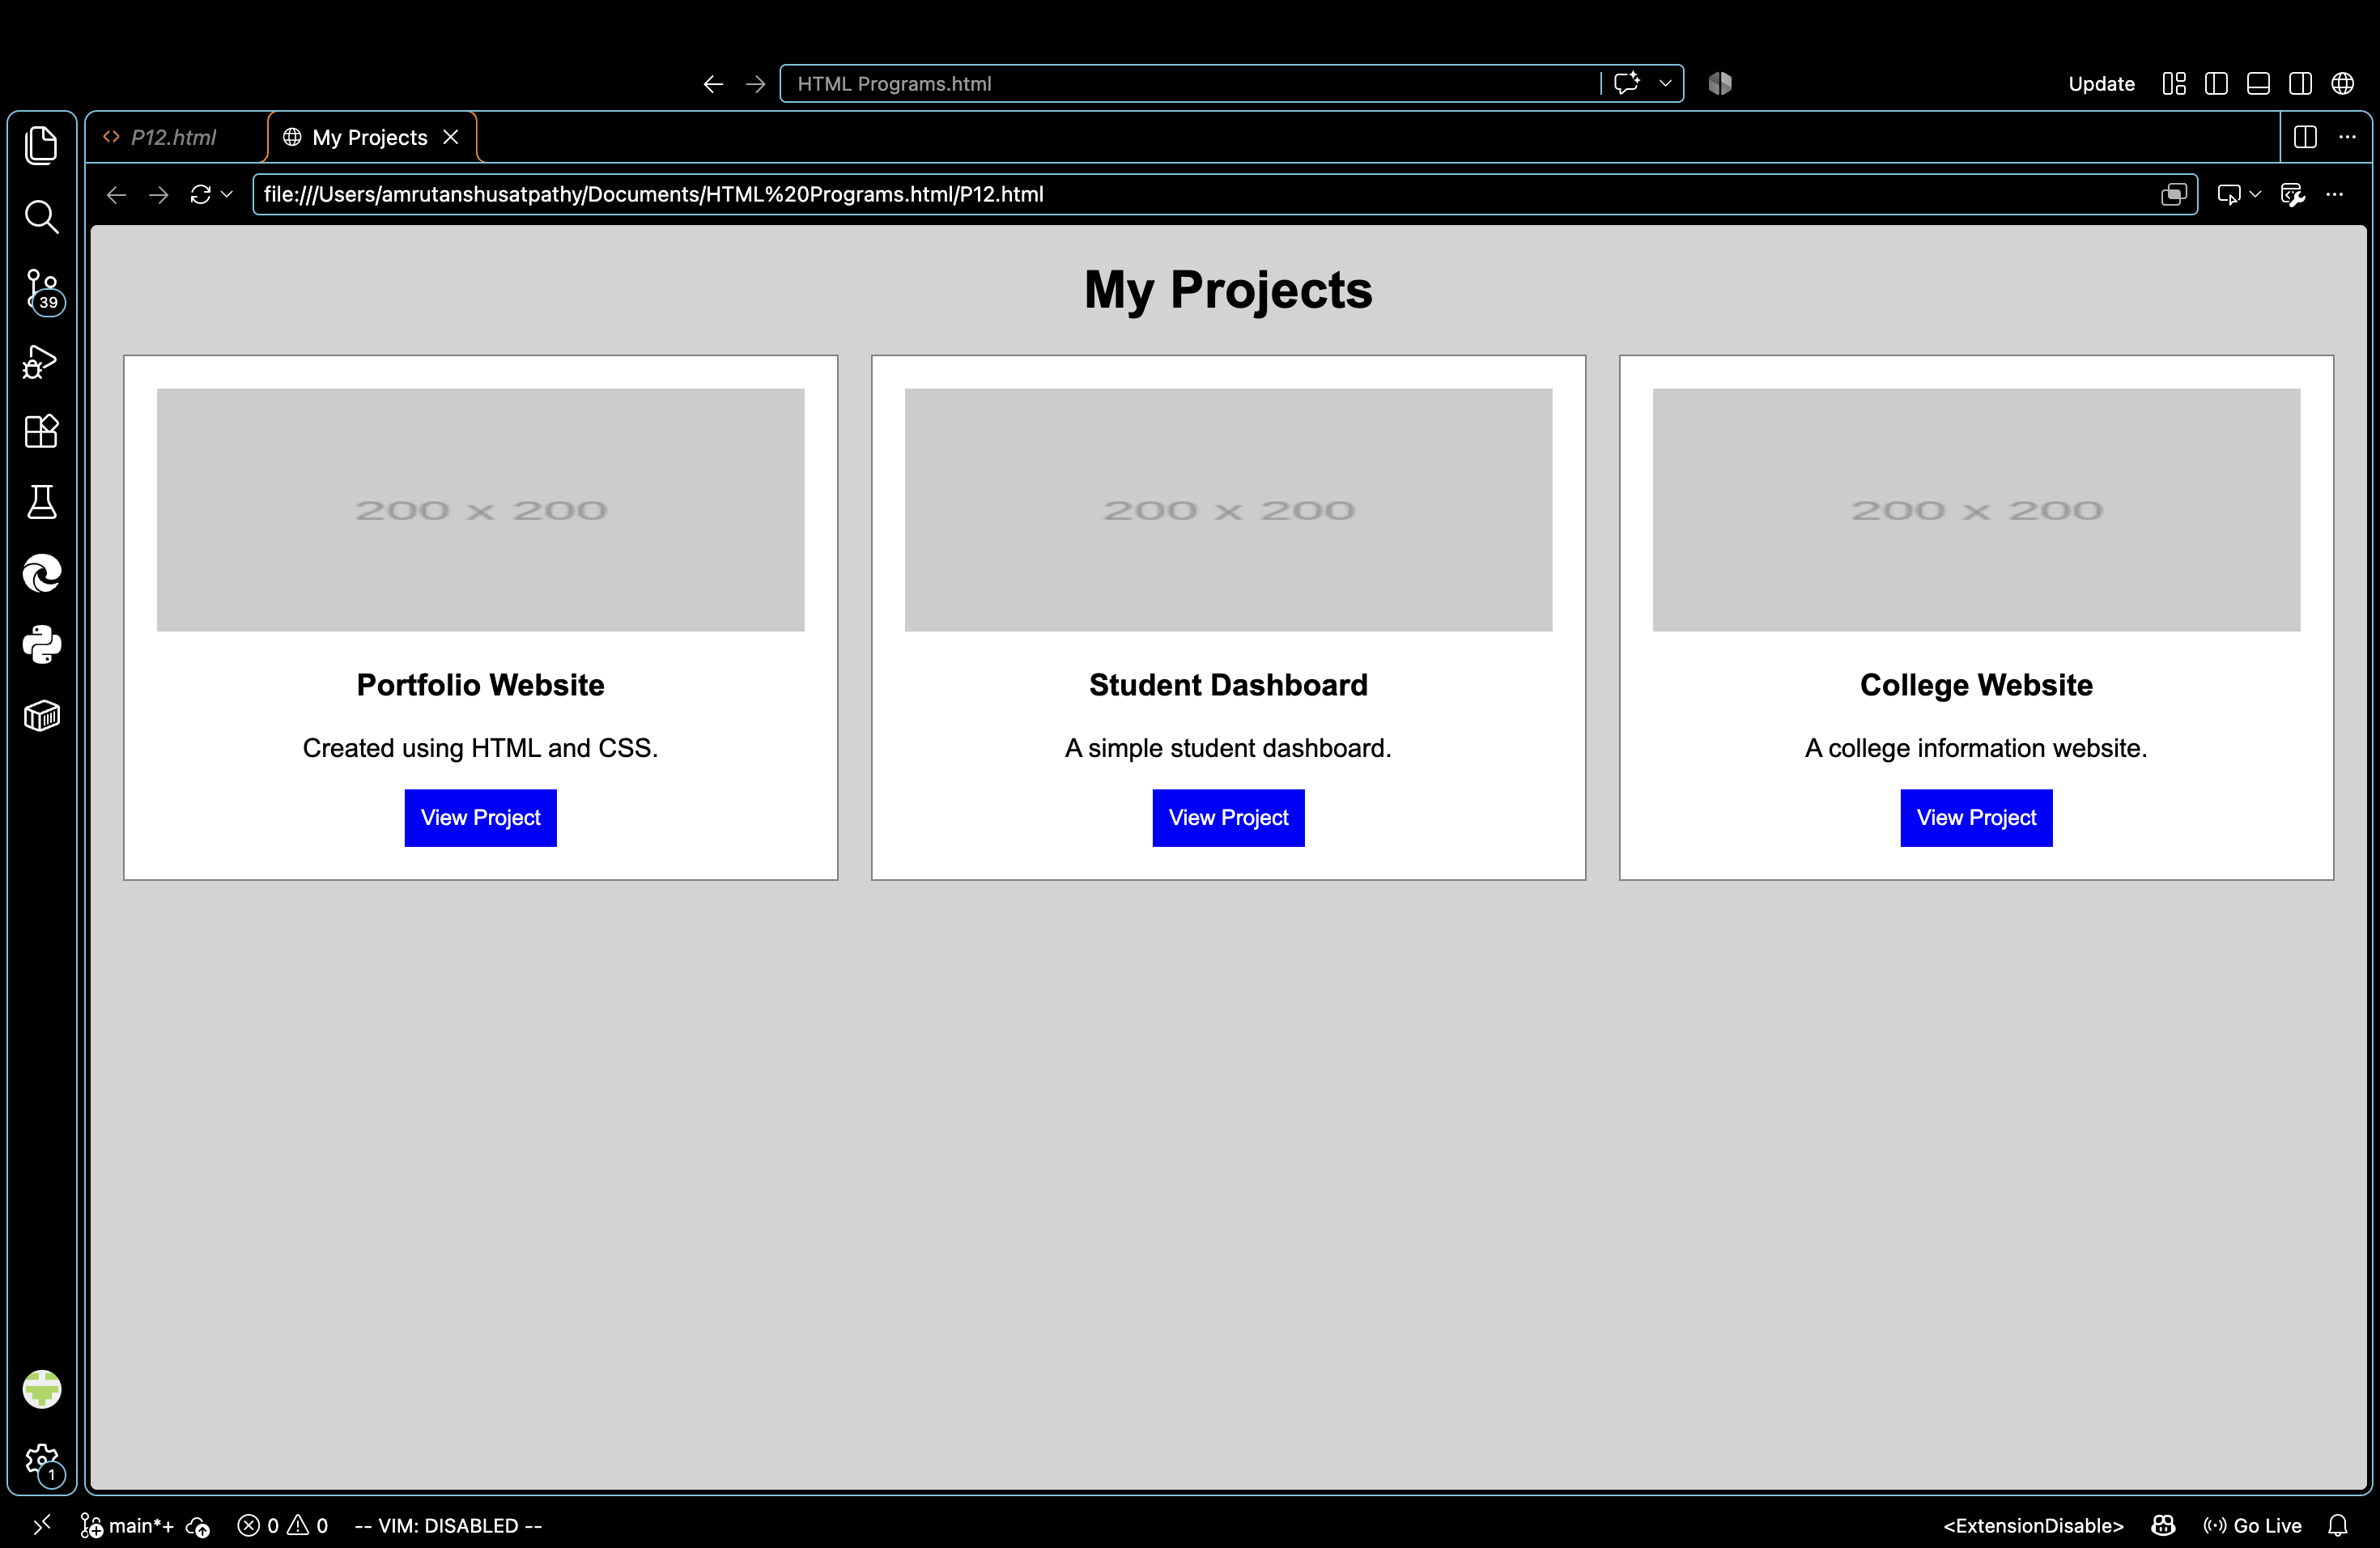 HTML Programs.html
Update
P12.html
My Projects
file:///Users/amrutanshusatpathy/Documents/HTML%20Programs.html/P12.html
39
My Projects
200 x 200
200 x 200
200 x 200
Portfolio Website
Student Dashboard
College Website
Created using HTML and CSS.
A simple student dashboard.
A college information website.
View Project
View Project
View Project
1
main*+
0
0
-- VIM: DISABLED --
<ExtensionDisable>
Go Live